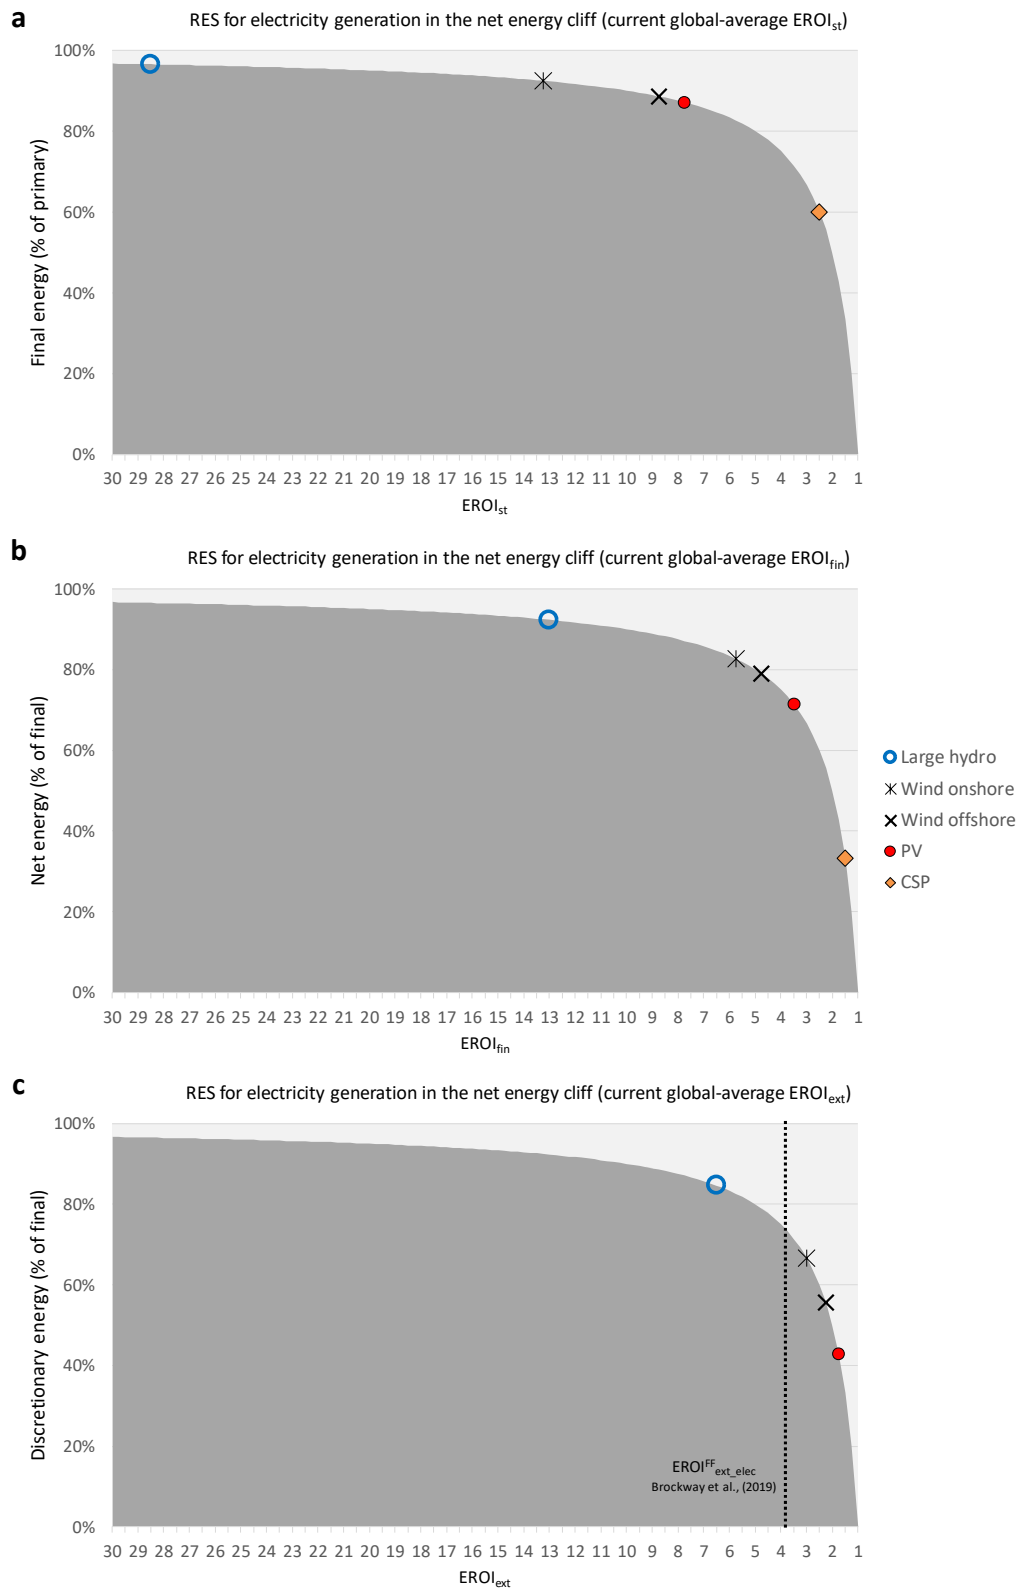 a
RES for electricity generation in the net energy cliff (current global-average EROIst)
Final energy (% of primary)
100%
80%
60%
40%
20%
0%
30 29 28 27 26 25 24 23 22 21 20 19 18 17 16 15 14 13 12 11 10 9 8 7 6 5 4 3 2 1
EROIst
b
RES for electricity generation in the net energy cliff (current global-average EROIfin)
Net energy (% of final)
100%
80%
60%
40%
20%
0%
30 29 28 27 26 25 24 23 22 21 20 19 18 17 16 15 14 13 12 11 10 9 8 7 6 5 4 3 2 1
EROIfin
Large hydro
Wind onshore
Wind offshore
PV
CSP
c
RES for electricity generation in the net energy cliff (current global-average EROIext)
Discretionary energy (% of final)
100%
80%
60%
40%
20%
0%
EROIFFext_elec
Brockway et al., (2019)
30 29 28 27 26 25 24 23 22 21 20 19 18 17 16 15 14 13 12 11 10 9 8 7 6 5 4 3 2 1
EROIext